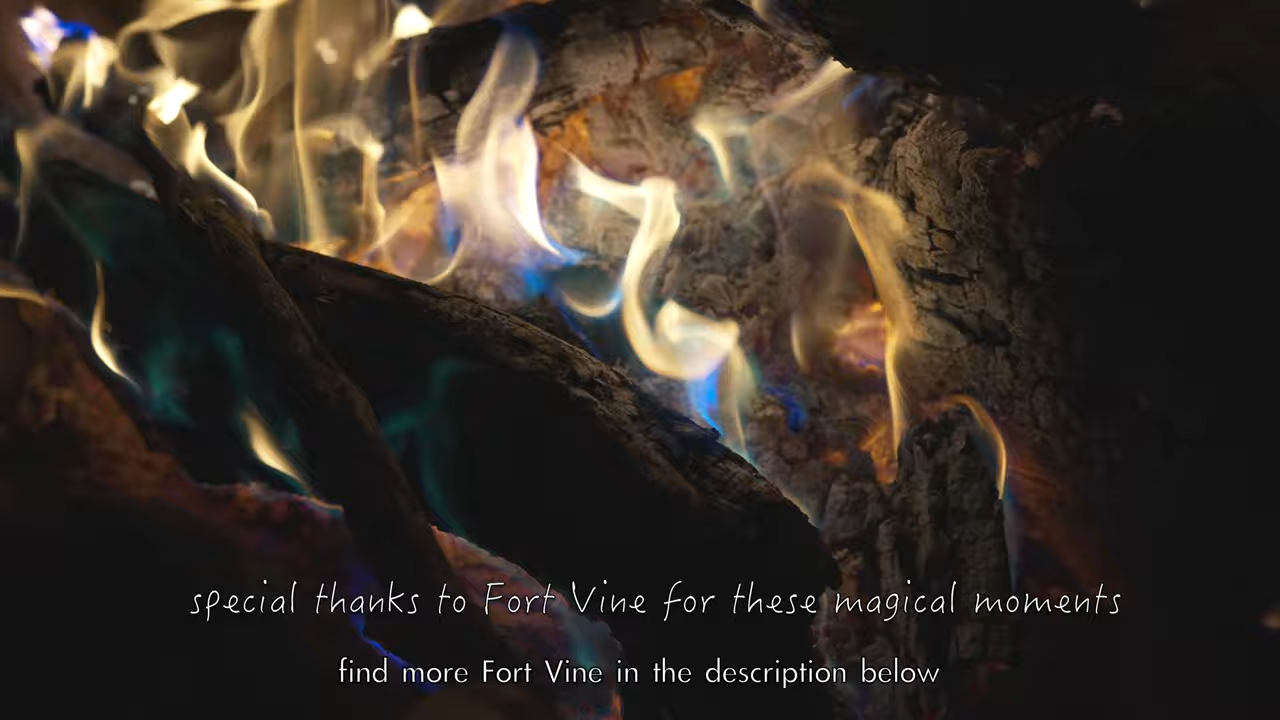 special thanks to Fort Vine for these magical moments
find more Fort Vine in the description below